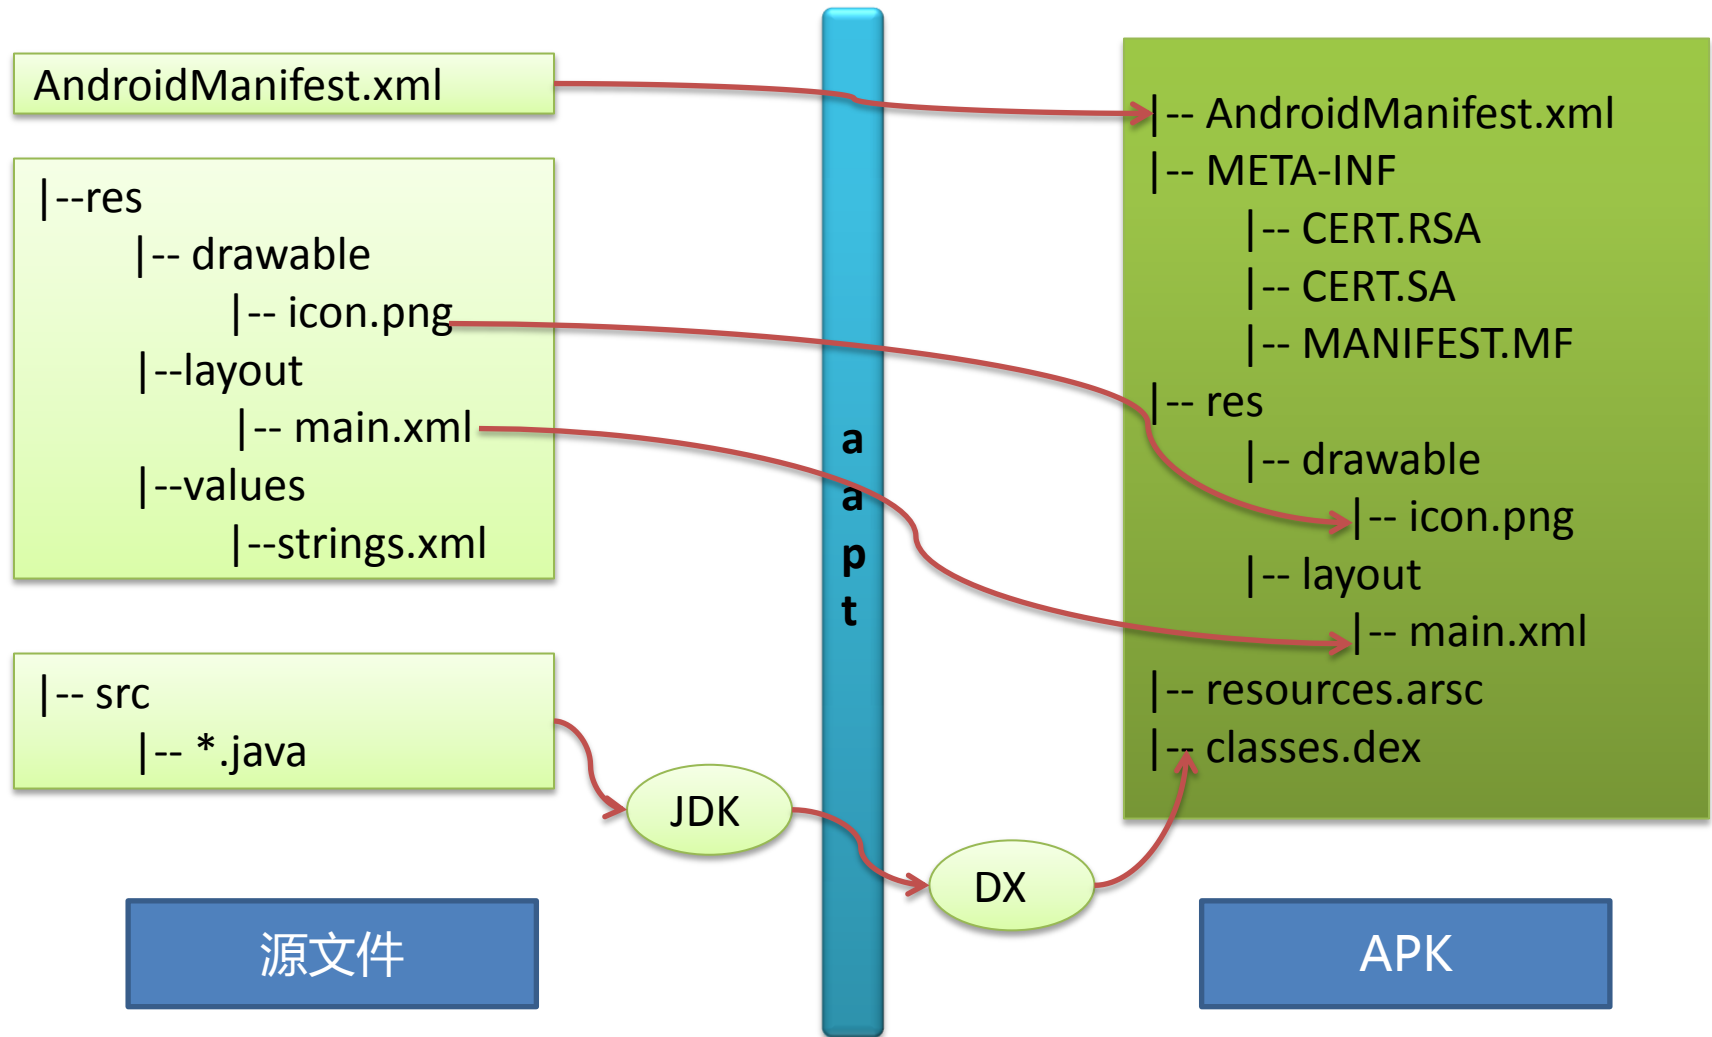 AndroidManifest.xml
|--res
|-- drawable
|-- icon.png
|--layout
|-- main.xml
|--values
|--strings.xml
|-- src
|-- *.java
JDK
源文件
a
a
p
t
DX
|-- AndroidManifest.xml
|-- META-INF
|-- CERT.RSA
|-- CERT.SA
|-- MANIFEST.MF
|-- res
|-- drawable
|-- icon.png
|-- layout
|-- main.xml
|-- resources.arsc
|-- classes.dex
APK